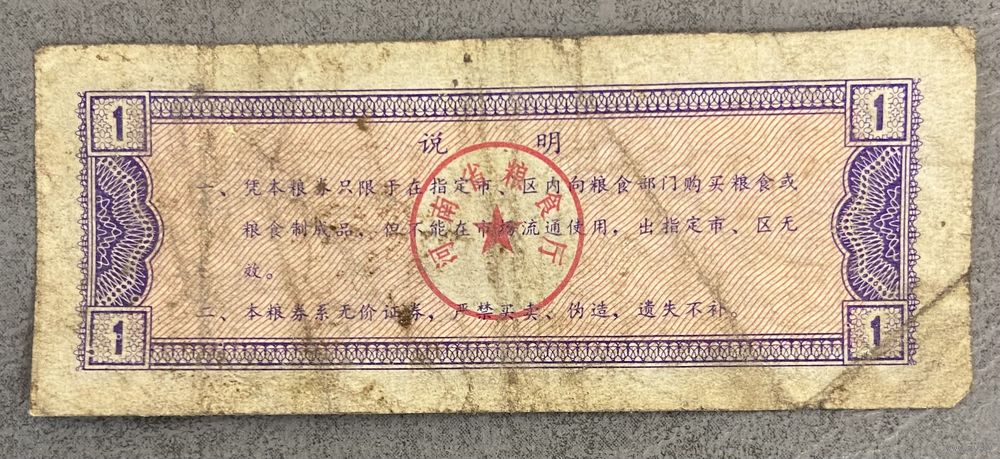 1
1
说 明
一、凭本粮券只限于在指定市、区内向粮食部门购买粮食或
粮食制成品，但不能在市场流通使用，出指定市、区无
效。
二、本粮券系无价证券，严禁买卖、伪造，遗失不补。
河南省粮食厅
1
1